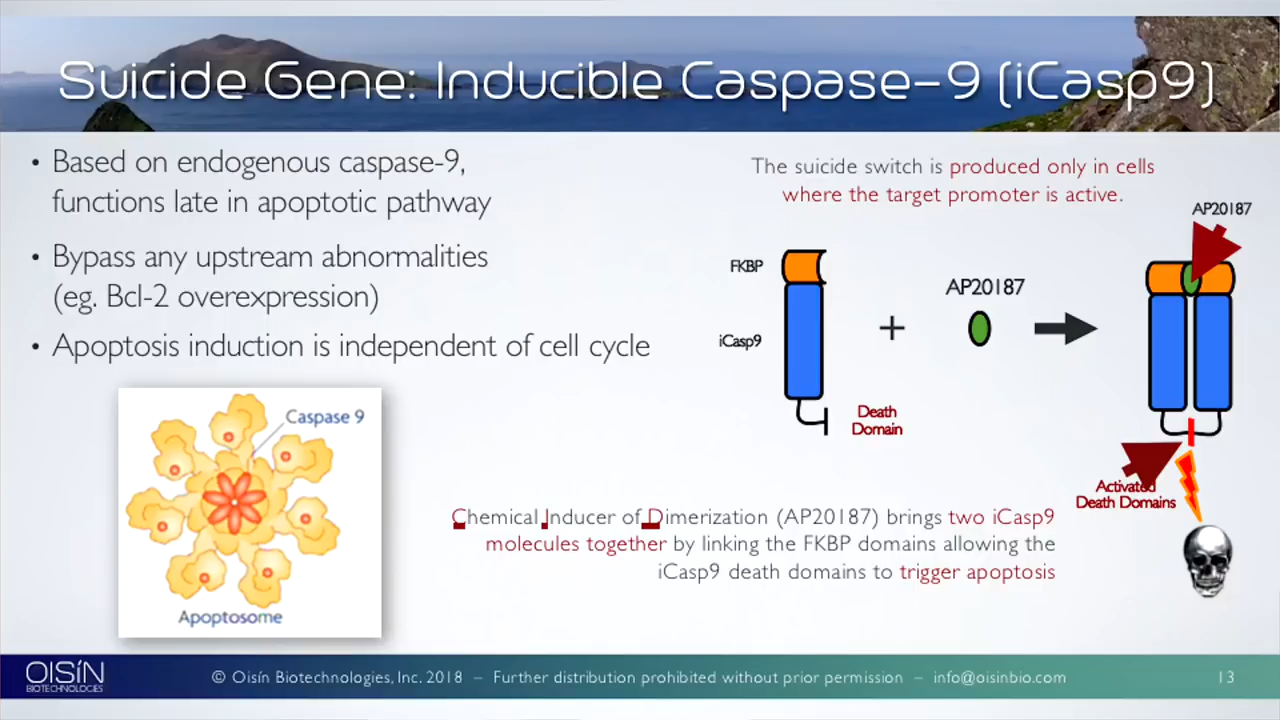 Suicide Gene: Inducible Caspase-9 (iCasp9)
• Based on endogenous caspase-9,
functions late in apoptotic pathway
• Bypass any upstream abnormalities
(eg. Bcl-2 overexpression)
• Apoptosis induction is independent of cell cycle
Caspase 9
Apoptosome
The suicide switch is produced only in cells
where the target promoter is active.
FKBP
iCasp9
Death
Domain
+
AP20187
AP20187
Activated
Death Domains
Chemical Inducer of Dimerization (AP20187) brings two iCasp9
molecules together by linking the FKBP domains allowing the
iCasp9 death domains to trigger apoptosis
OISÍN
BIOTECHNOLOGIES
© Oisín Biotechnologies, Inc. 2018 – Further distribution prohibited without prior permission – info@oisinbio.com
13